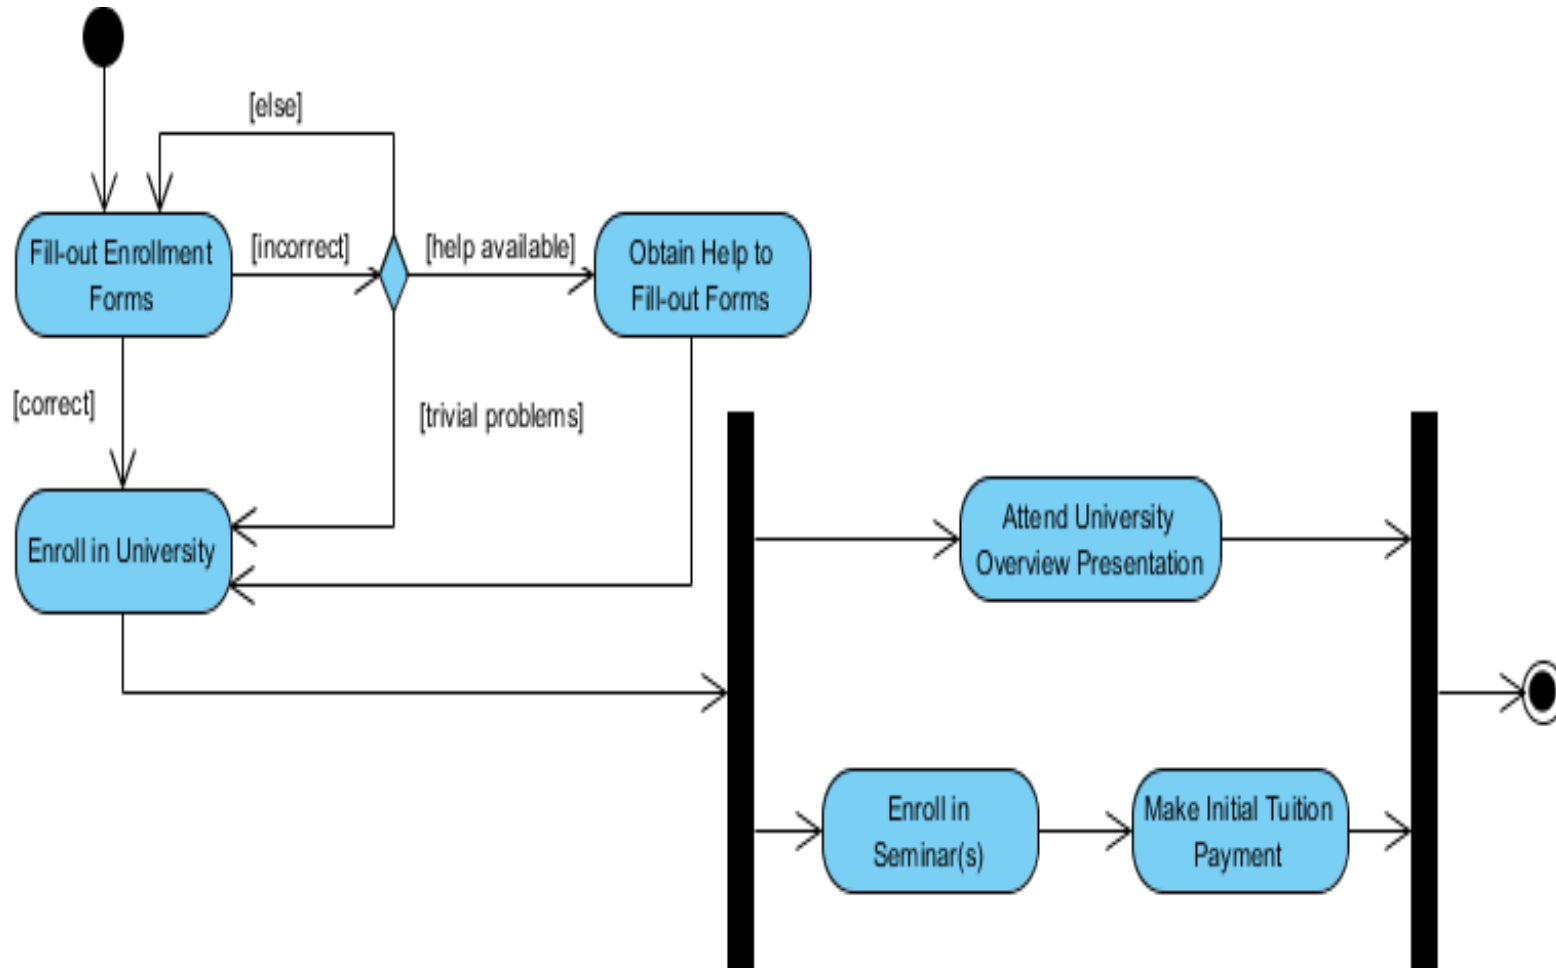 [else]
Fill-out Enrollment
Forms
[incorrect]
[help available]
Obtain Help to
Fill-out Forms
[correct]
[trivial problems]
Enroll in University
Attend University
Overview Presentation
Enroll in
Seminar(s)
Make Initial Tuition
Payment